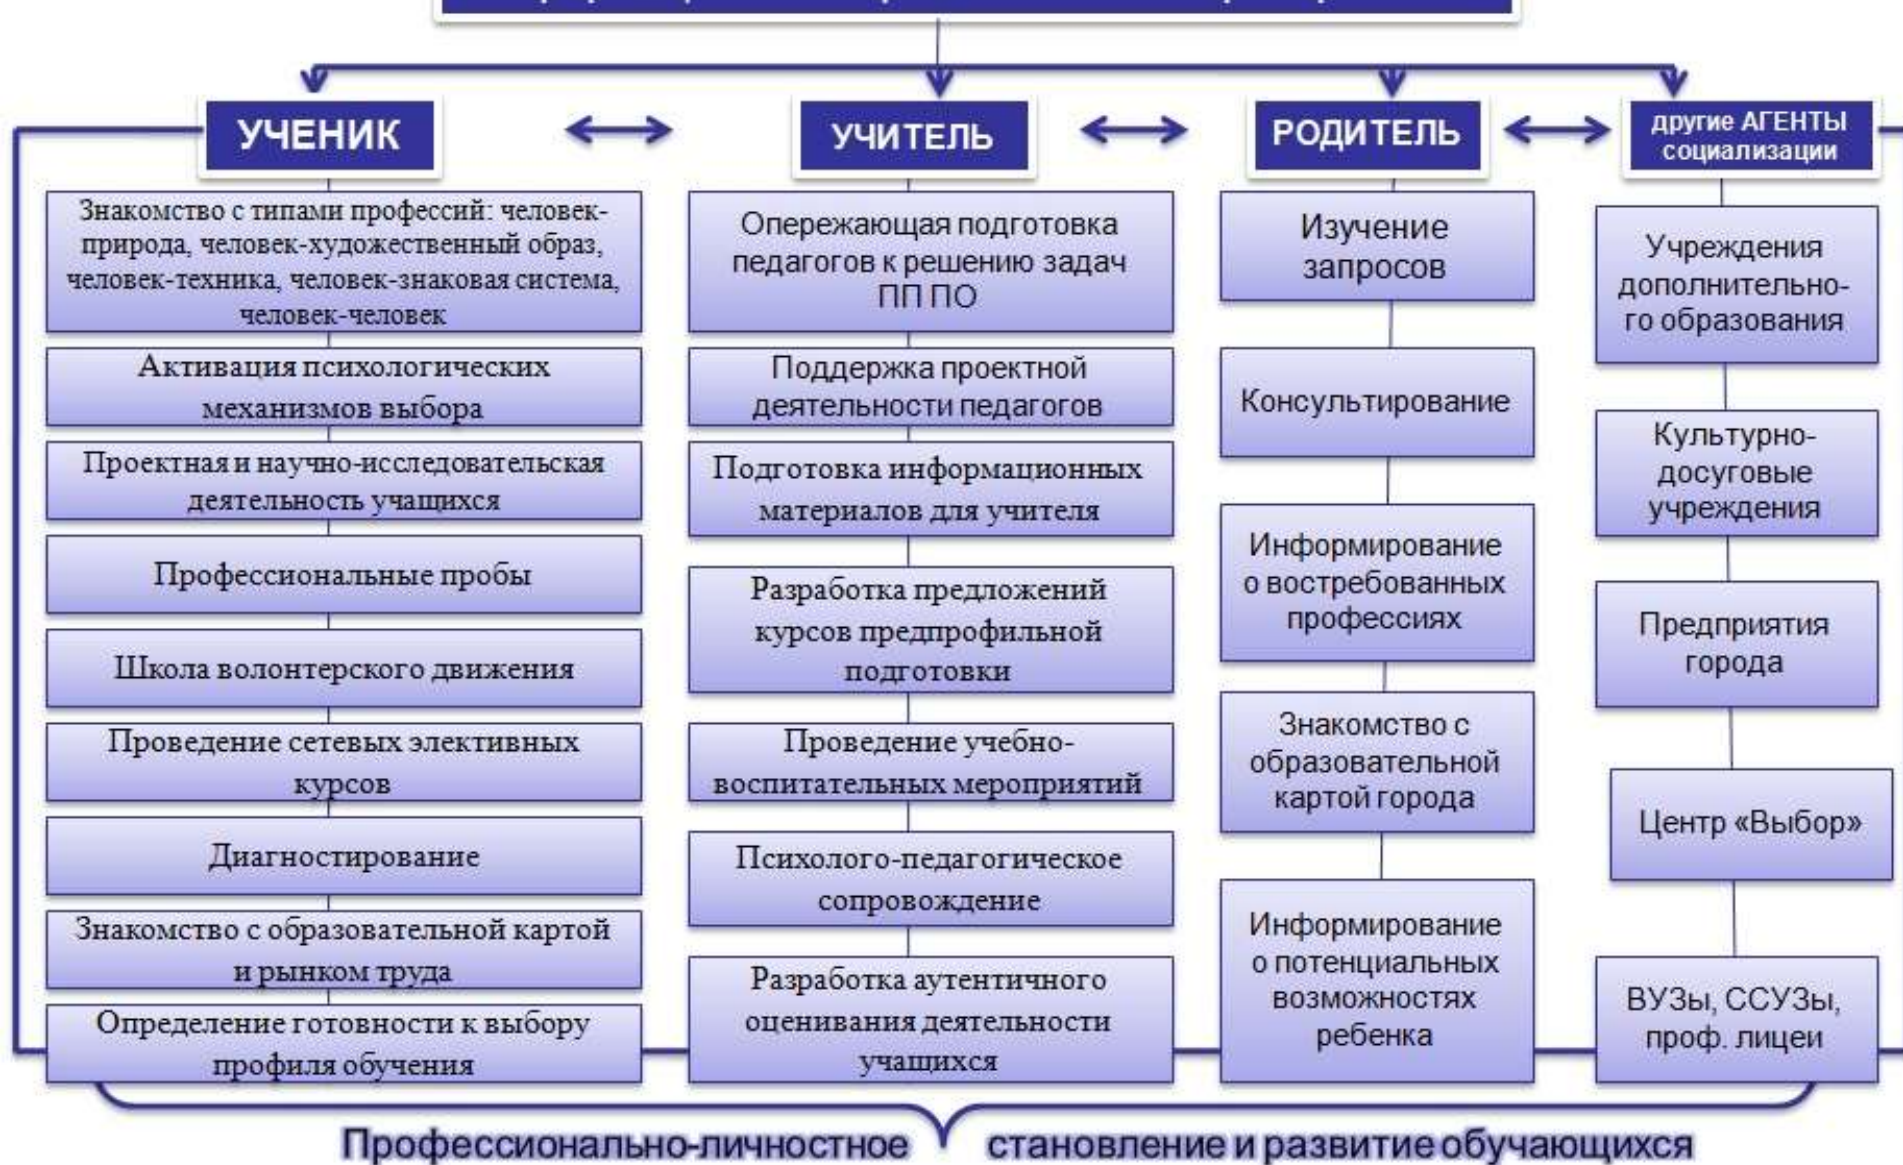 УЧЕНИК
УЧИТЕЛЬ
РОДИТЕЛЬ
другие АГЕНТЫ
социализации
Знакомство с типами профессий: человек-
природа, человек-художественный образ,
человек-техника, человек-знаковая система,
человек-человек
Активация психологических
механизмов выбора
Проектная и научно-исследовательская
деятельность учащихся
Профессиональные пробы
Школа волонтерского движения
Проведение сетевых элективных
курсов
Диагностирование
Знакомство с образовательной картой
и рынком труда
Определение готовности к выбору
профиля обучения
Опережающая подготовка
педагогов к решению задач
ПП ПО
Поддержка проектной
деятельности педагогов
Подготовка информационных
материалов для учителя
Разработка предложений
курсов предпрофильной
подготовки
Проведение учебно-
воспитательных мероприятий
Психолого-педагогическое
сопровождение
Разработка аутентичного
оценивания деятельности
учащихся
Изучение
запросов
Консультирование
Информирование
о востребованных
профессиях
Знакомство с
образовательной
картой города
Информирование
о потенциальных
возможностях
ребенка
Учреждения
дополнительно-
го образования
Культурно-
досуговые
учреждения
Предприятия
города
Центр «Выбор»
ВУЗы, ССУЗы,
проф. лицеи
Профессионально-личностное становление и развитие обучающихся